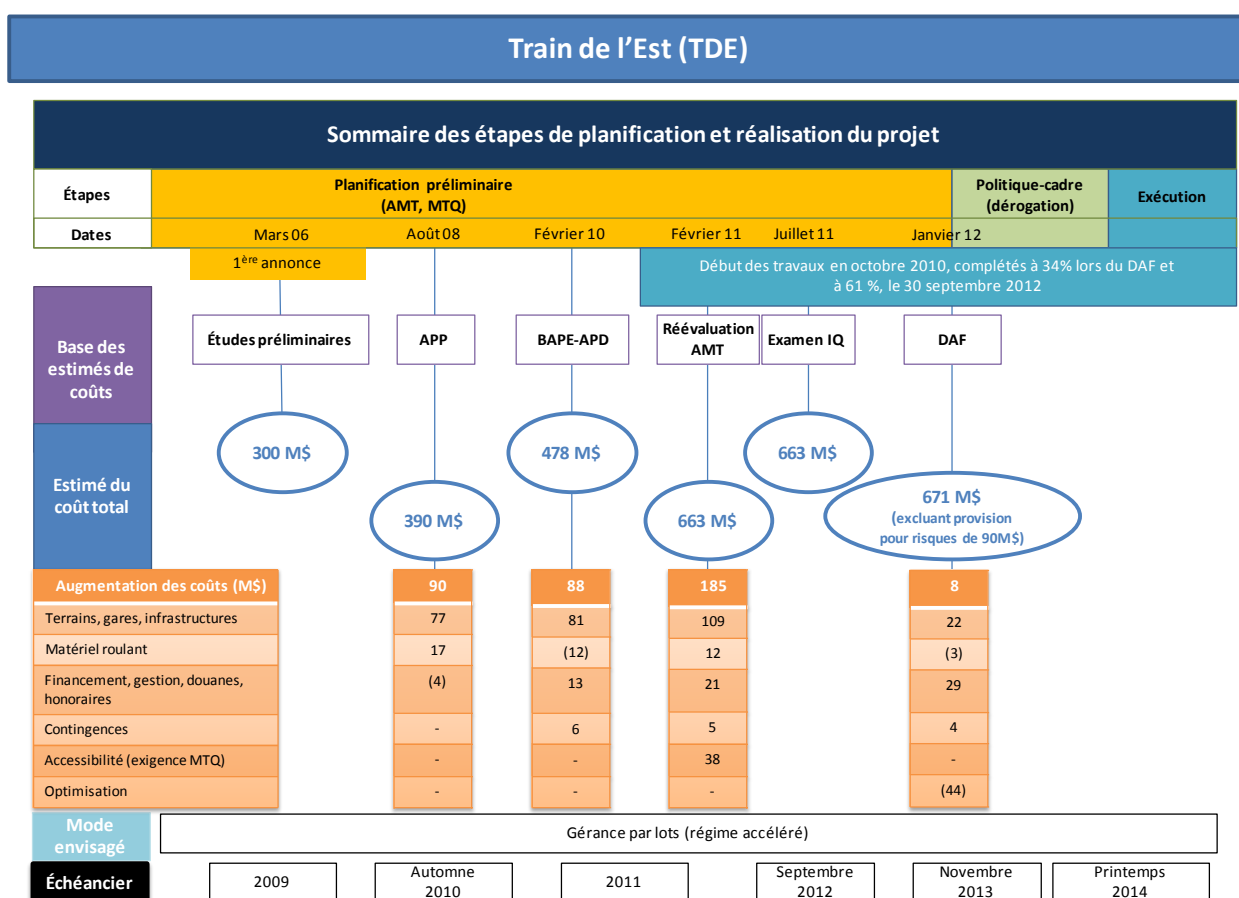 Train de l'Est (TDE)
Sommaire des étapes de planification et réalisation du projet
Étapes
Planification préliminaire
(AMT, MTQ)
Politique-cadre
(dérogation)
Exécution
Dates
Mars 06
Août 08
Février 10
Février 11
Juillet 11
Janvier 12
1ère annonce
Début des travaux en octobre 2010, complétés à 34% lors du DAF et
à 61 %, le 30 septembre 2012
Base des
estimés de
coûts
Études préliminaires
APP
BAPE-APD
Réévaluation
AMT
Examen IQ
DAF
Estimé du
coût total
300 M$
390 M$
478 M$
663 M$
663 M$
671 M$
(excluant provision
pour risques de 90M$)
Augmentation des coûts (M$) 90 88 185 8
Terrains, gares, infrastructures 77 81 109 22
Matériel roulant 17 (12) 12 (3)
Financement, gestion, douanes,
honoraires
(4) 13 21 29
Contingences - 6 5 4
Accessibilité (exigence MTQ) - - 38 -
Optimisation - - - (44)
Mode
envisagé
Gérance par lots (régime accéléré)
Échéancier
2009
Automne
2010
2011
Septembre
2012
Novembre
2013
Printemps
2014